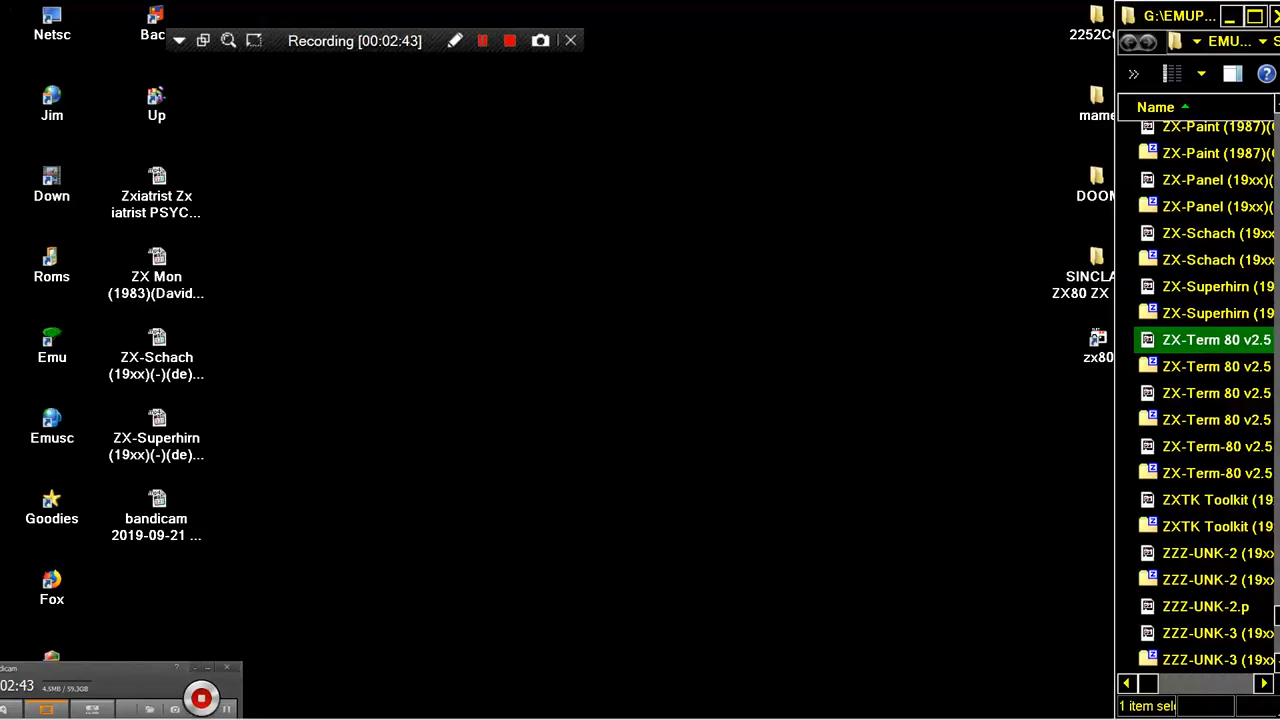 Netsc
Bac
Recording [00:02:43]
2252C
G:\EMUP...
EMU...
S
Jim
Up
mame
Name
ZX-Paint (1987)(
ZX-Paint (1987)(
ZX-Panel (19xx)(
ZX-Panel (19xx)(
ZX-Schach (19xx
ZX-Schach (19xx
ZX-Superhirn (19
ZX-Superhirn (19
ZX-Term 80 v2.5
ZX-Term 80 v2.5
ZX-Term 80 v2.5
ZX-Term 80 v2.5
ZX-Term-80 v2.5
ZX-Term-80 v2.5
ZXTK Toolkit (19
ZXTK Toolkit (19
ZZZ-UNK-2 (19xx
ZZZ-UNK-2 (19xx
ZZZ-UNK-2.p
ZZZ-UNK-3 (19xx
ZZZ-UNK-3 (19xx
1 item sele
Down
Zxiatrist Zx
iatrist PSYC...
DOOM
Roms
ZX Mon
(1983)(David...
SINCLA
ZX80 ZX
Emu
ZX-Schach
(19xx)(-)(de)...
zx80
Emusc
ZX-Superhirn
(19xx)(-)(de)...
Goodies
bandicam
2019-09-21 ...
Fox
dicam
02:43
4.5MB / 59.3GB